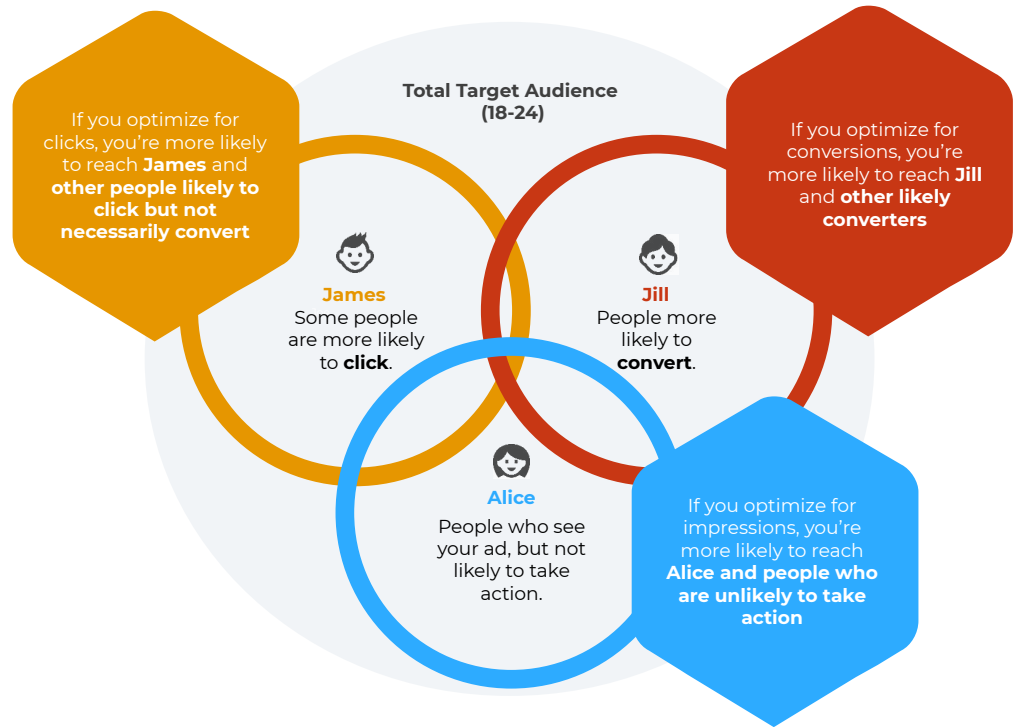 Total Target Audience
(18-24)
If you optimize for
clicks, you're more likely
to reach James and
other people likely to
click but not
necessarily convert
If you optimize for
conversions, you're
more likely to reach Jill
and other likely
converters
James
Some people
are more likely
to click.
Jill
People more
likely to
convert.
Alice
People who see
your ad, but not
likely to take
action.
If you optimize for
impressions, you're
more likely to reach
Alice and people who
are unlikely to take
action